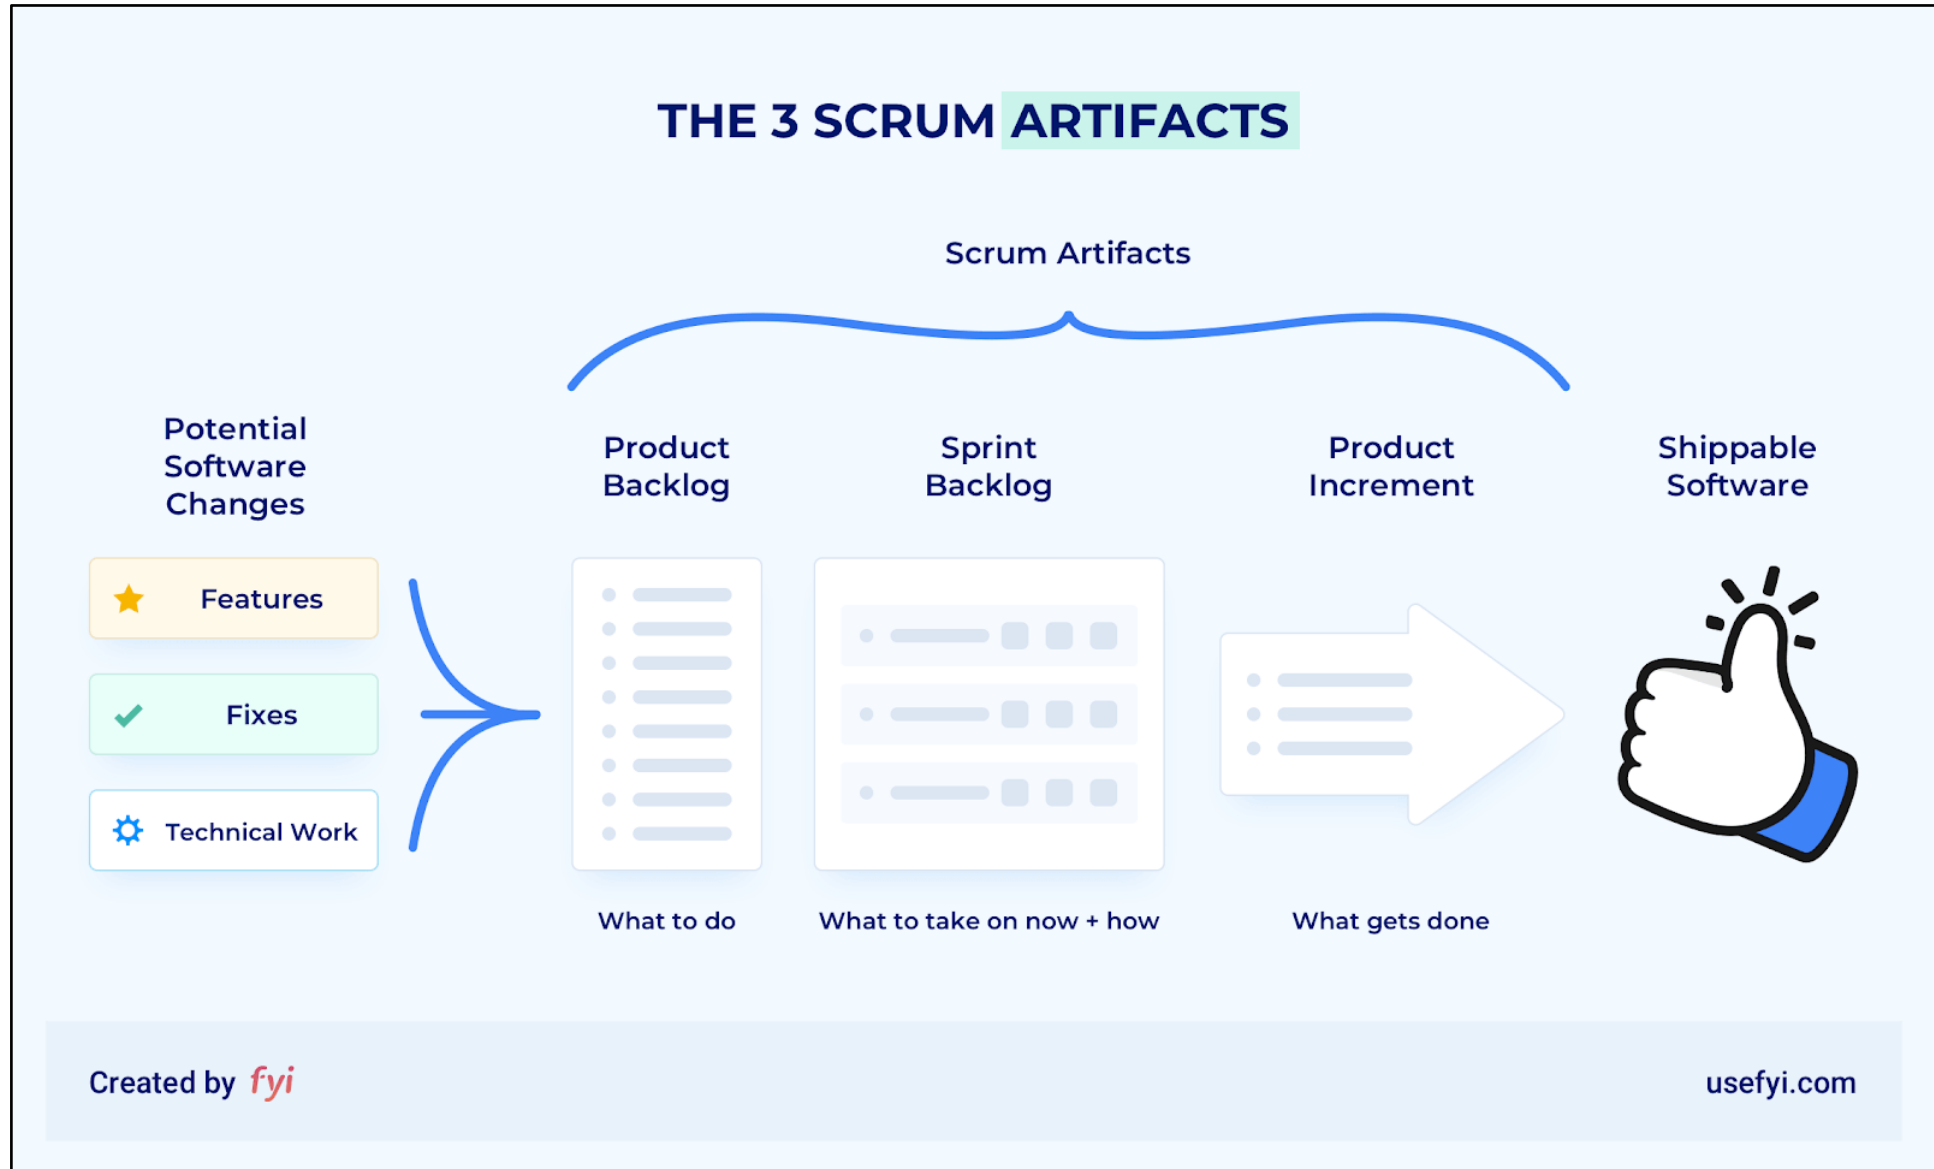 THE 3 SCRUM ARTIFACTS
Scrum Artifacts
Potential
Software
Changes
Features
Fixes
Technical Work
Product
Backlog
What to do
Sprint
Backlog
What to take on now + how
Product
Increment
What gets done
Shippable
Software
Created by fyi
usefyi.com